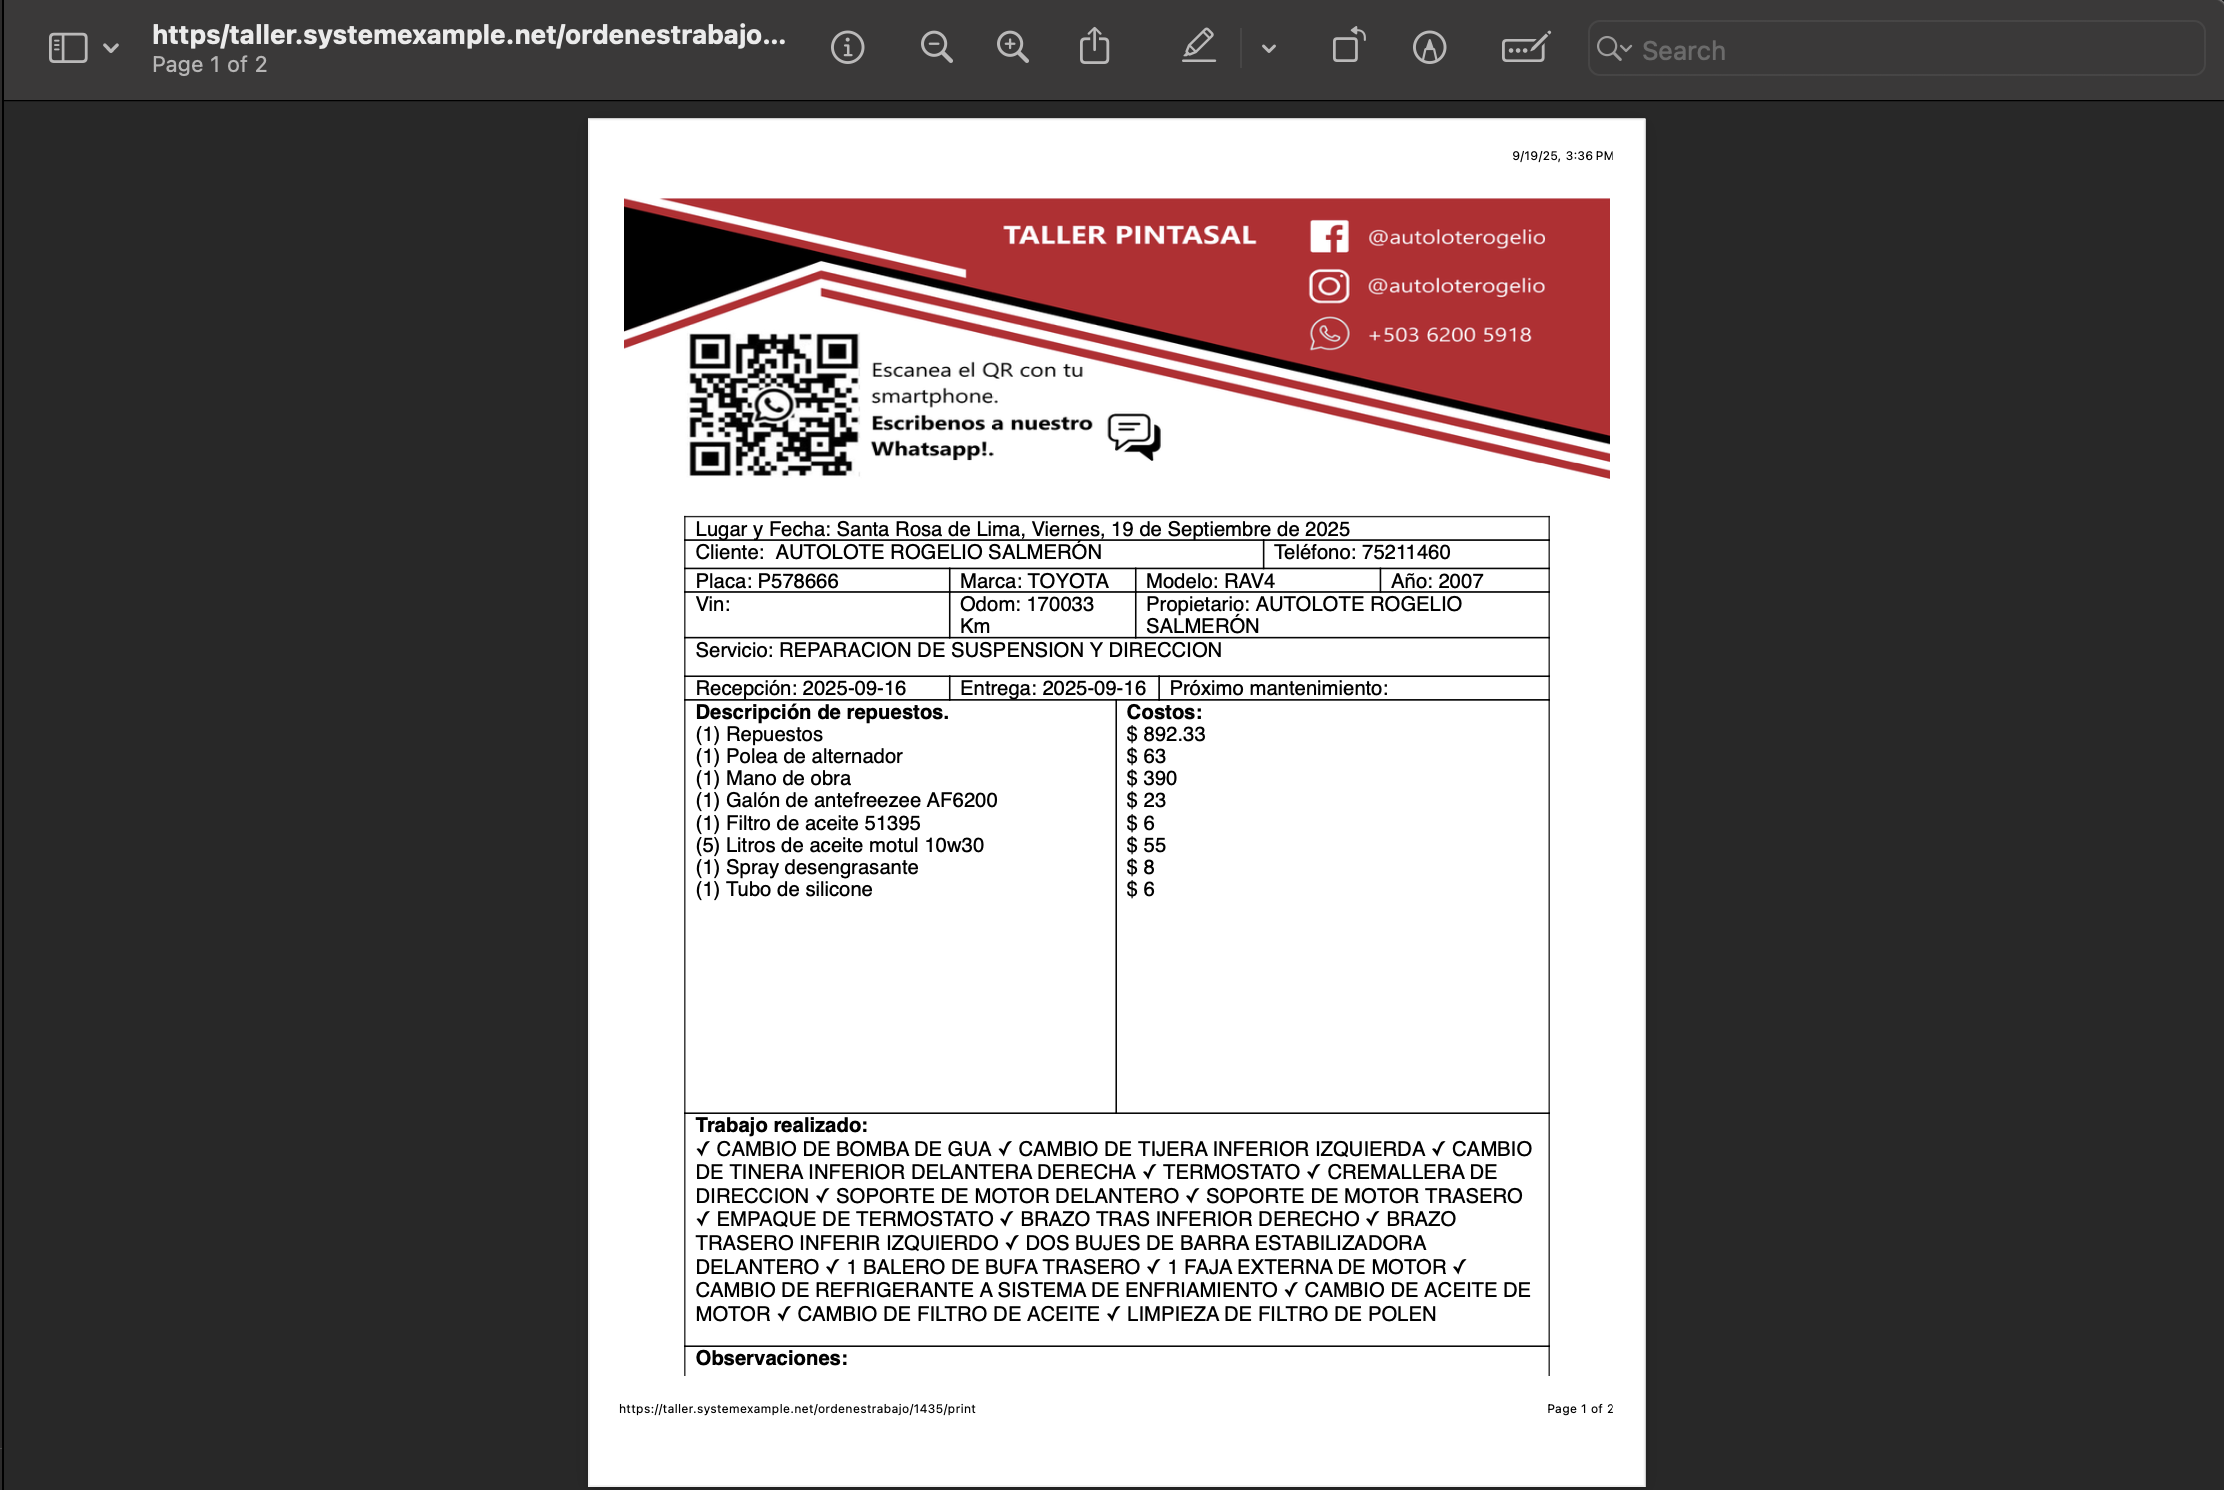 https/taller.systemexample.net/ordenestrabajo...
Page 1 of 2
Search
9/19/25, 3:36 PM
TALLER PINTASAL
@autoloterogelio
@autoloterogelio
+503 6200 5918
Escanea el QR con tu
smartphone.
Escribenos a nuestro
Whatsapp!.
Lugar y Fecha: Santa Rosa de Lima, Viernes, 19 de Septiembre de 2025
Cliente: AUTOLOTE ROGELIO SALMERÓN Teléfono: 75211460
Placa: P578666 Marca: TOYOTA Modelo: RAV4 Año: 2007
Vin: Odom: 170033 Km Propietario: AUTOLOTE ROGELIO SALMERÓN
Servicio: REPARACION DE SUSPENSION Y DIRECCION
Recepción: 2025-09-16 Entrega: 2025-09-16 Próximo mantenimiento:
Descripción de repuestos. Costos:
(1) Repuestos $ 892.33
(1) Polea de alternador $ 63
(1) Mano de obra $ 390
(1) Galón de antefreezee AF6200 $ 23
(1) Filtro de aceite 51395 $ 6
(5) Litros de aceite motul 10w30 $ 55
(1) Spray desengrasante $ 8
(1) Tubo de silicone $ 6
Trabajo realizado:
✓ CAMBIO DE BOMBA DE GUA ✓ CAMBIO DE TIJERA INFERIOR IZQUIERDA ✓ CAMBIO
DE TINERA INFERIOR DELANTERA DERECHA ✓ TERMOSTATO ✓ CREMALLERA DE
DIRECCION ✓ SOPORTE DE MOTOR DELANTERO ✓ SOPORTE DE MOTOR TRASERO
✓ EMPAQUE DE TERMOSTATO ✓ BRAZO TRAS INFERIOR DERECHO ✓ BRAZO
TRASERO INFERIR IZQUIERDO ✓ DOS BUJES DE BARRA ESTABILIZADORA
DELANTERO ✓ 1 BALERO DE BUFA TRASERO ✓ 1 FAJA EXTERNA DE MOTOR ✓
CAMBIO DE REFRIGERANTE A SISTEMA DE ENFRIAMIENTO ✓ CAMBIO DE ACEITE DE
MOTOR ✓ CAMBIO DE FILTRO DE ACEITE ✓ LIMPIEZA DE FILTRO DE POLEN
Observaciones:
https://taller.systemexample.net/ordenestrabajo/1435/print
Page 1 of 2